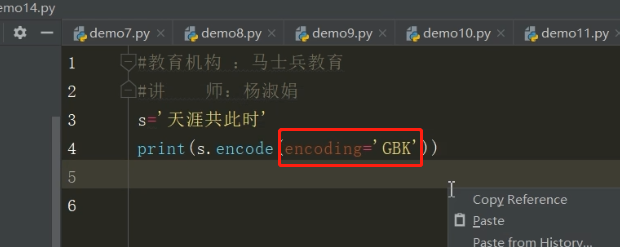 demo14.py
demo7.py demo8.py demo9.py demo10.py demo11.py
1 #教育机构 ：马士兵教育
2 #讲    师：杨淑娟
3 s='天涯共此时'
4 print(s.encode(encoding='GBK'))
5
6
Copy Reference
Paste
Paste from History...